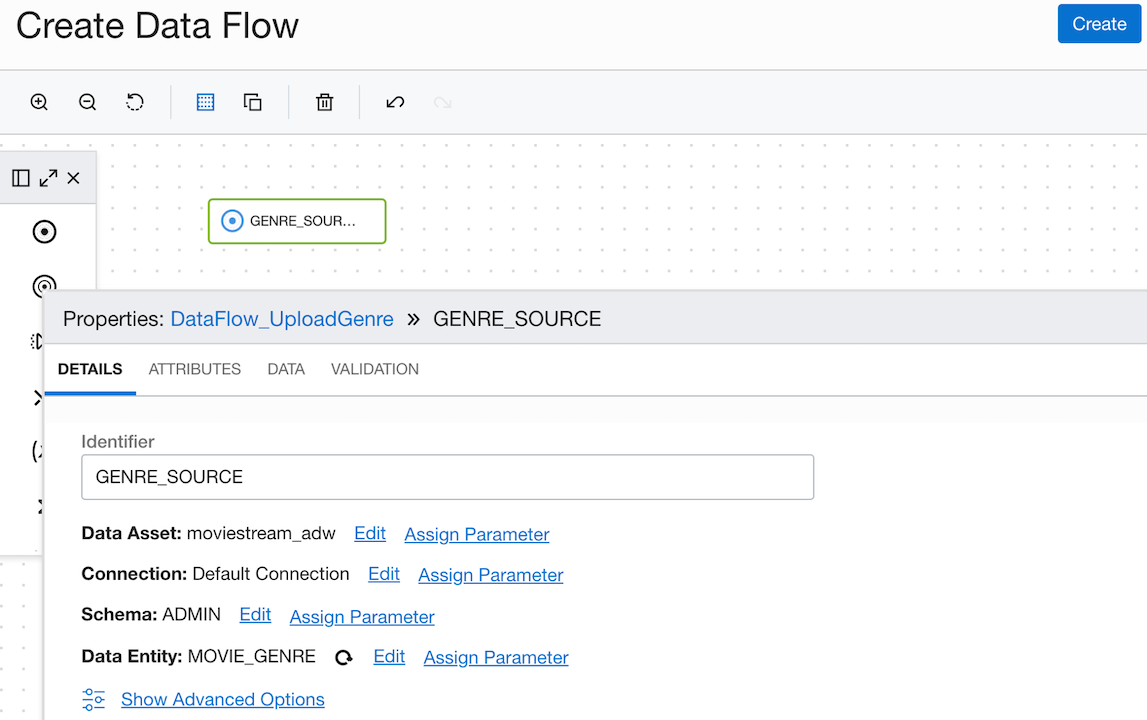 Create Data Flow
Create
GENRE_SOUR...
Properties: DataFlow_UploadGenre » GENRE_SOURCE
DETAILS ATTRIBUTES DATA VALIDATION
Identifier
GENRE_SOURCE
Data Asset: moviestream_adw Edit Assign Parameter
Connection: Default Connection Edit Assign Parameter
Schema: ADMIN Edit Assign Parameter
Data Entity: MOVIE_GENRE Edit Assign Parameter
Show Advanced Options